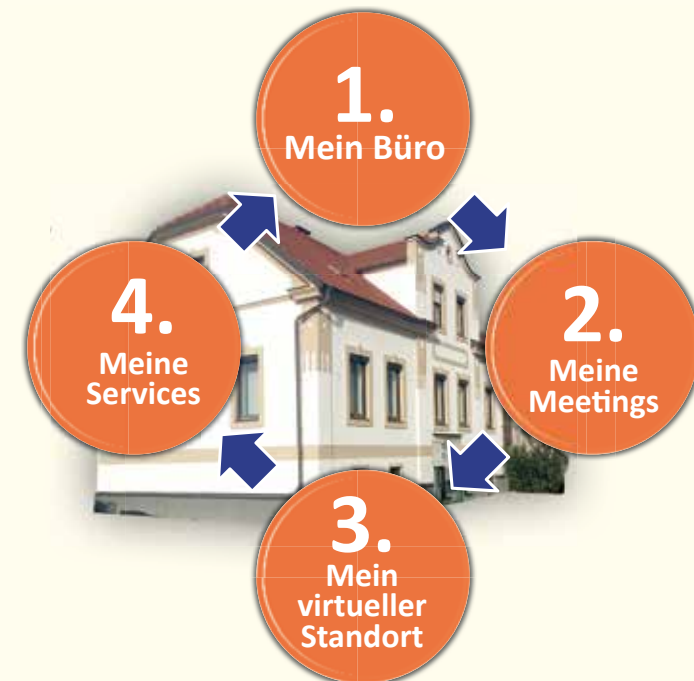 1.
Mein Büro
2.
Meine
Meetings
3.
Mein
virtueller
Standort
4.
Meine
Services